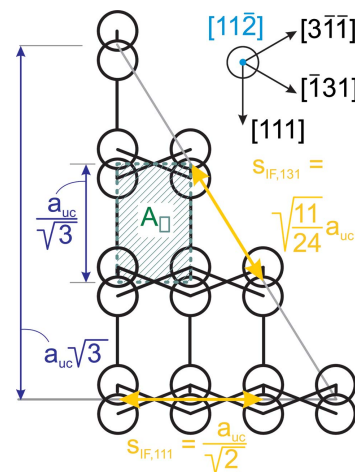 [112̄]
[31̄1̄]
[1̄31]
[111]
s_IF,131 =
√(11/24) a_uc
a_uc/√3
A_□
a_uc√3
s_IF,111 = a_uc/√2